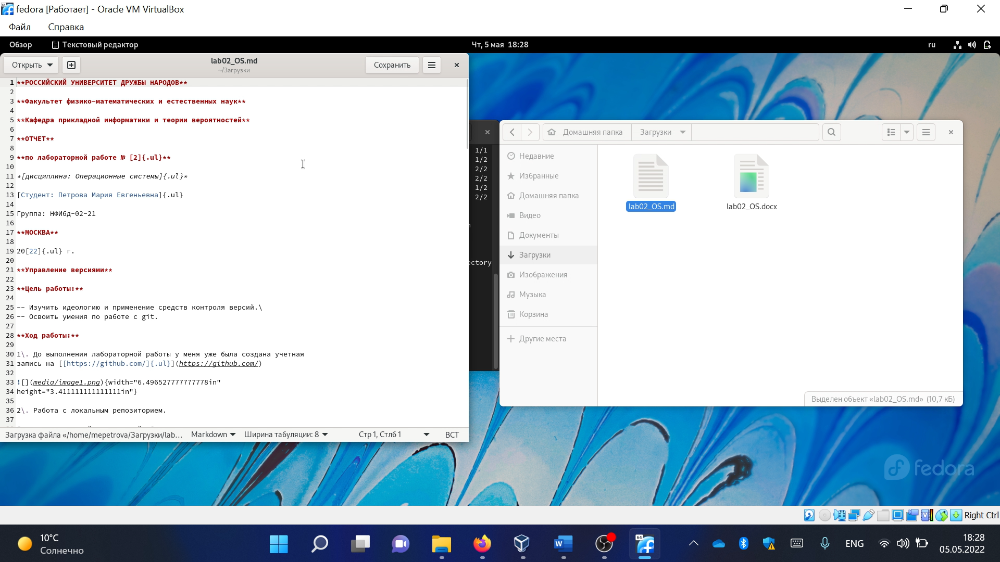 fedora [Работает] - Oracle VM VirtualBox
Файл Справка
Обзор Текстовый редактор Чт, 5 мая 18:28 ru
Открыть lab02_OS.md Сохранить
~/Загрузки
1 **РОССИЙСКИЙ УНИВЕРСИТЕТ ДРУЖБЫ НАРОДОВ**
2
3 **Факультет физико-математических и естественных наук**
4
5 **Кафедра прикладной информатики и теории вероятностей**
6
7 **ОТЧЕТ**
8
9 **по лабораторной работе № [2]{.ul}**
10
11 *[дисциплина: Операционные системы]{.ul}*
12
13 [Студент: Петрова Мария Евгеньевна]{.ul}
14
15 Группа: НФИбд-02-21
16
17 **МОСКВА**
18
19 20[22]{.ul} г.
20
21 **Управление версиями**
22
23 **Цель работы:**
24
25 -- Изучить идеологию и применение средств контроля версий.\
26 -- Освоить умения по работе с git.
27
28 **Ход работы:**
29
30 1\. До выполнения лабораторной работы у меня уже была создана учетная
31 запись на [[https://github.com/]{.ul}](https://github.com/)
32
33 ![](media/image1.png){width="6.496527777777778in"
34 height="3.411111111111111in"}
35
36 2\. Работа с локальным репозиторием.
37
Загрузка файла «/home/mepetrova/Загрузки/lab... Markdown Ширина табуляции: 8 Стр 1, Стлб 1 ВСТ
1/1
1/2
2/2
2/2
1/2
2/2
ectory
Домашняя папка Загрузки
Недавние
Избранные
Домашняя папка
Видео
Документы
Загрузки
Изображения
Музыка
Корзина
Другие места
lab02_OS.md lab02_OS.docx
Выделен объект «lab02_OS.md» (10,7 кБ)
fedora
Right Ctrl
10°C
Солнечно
64
ENG
18:28
05.05.2022